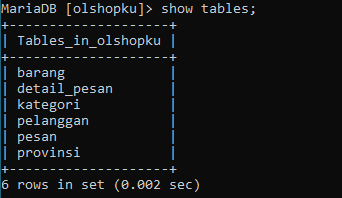 MariaDB [olshopku]> show tables;
+--------------------+
| Tables_in_olshopku |
+--------------------+
| barang             |
| detail_pesan       |
| kategori           |
| pelanggan          |
| pesan              |
| provinsi           |
+--------------------+
6 rows in set (0.002 sec)